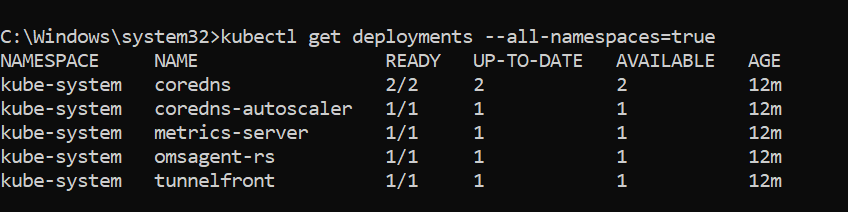 C:\Windows\system32>kubectl get deployments --all-namespaces=true
NAMESPACE NAME READY UP-TO-DATE AVAILABLE AGE
kube-system coredns 2/2 2 2 12m
kube-system coredns-autoscaler 1/1 1 1 12m
kube-system metrics-server 1/1 1 1 12m
kube-system omsagent-rs 1/1 1 1 12m
kube-system tunnelfront 1/1 1 1 12m